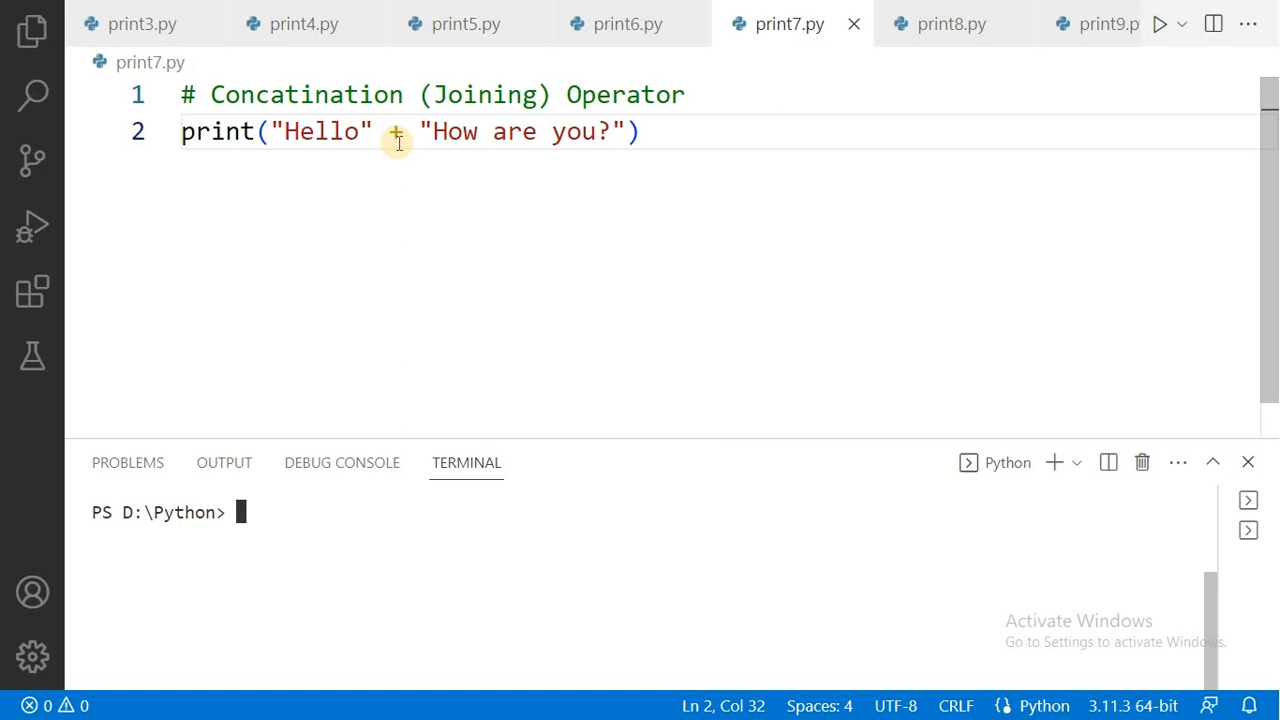 print3.py print4.py print5.py print6.py print7.py print8.py print9.p
print7.py
1 # Concatination (Joining) Operator
2 print("Hello" + "How are you?")
PROBLEMS OUTPUT DEBUG CONSOLE TERMINAL Python
PS D:\Python>
Activate Windows
Go to Settings to activate Windows.
0 0 Ln 2, Col 32 Spaces: 4 UTF-8 CRLF Python 3.11.3 64-bit